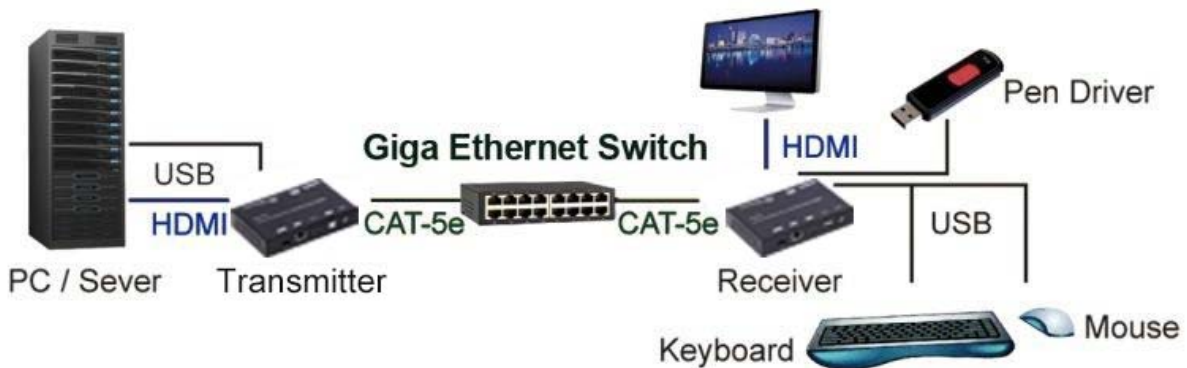 Pen Driver
Giga Ethernet Switch
HDMI
USB
HDMI
CAT-5e
CAT-5e
USB
PC / Sever
Transmitter
Receiver
Keyboard
Mouse